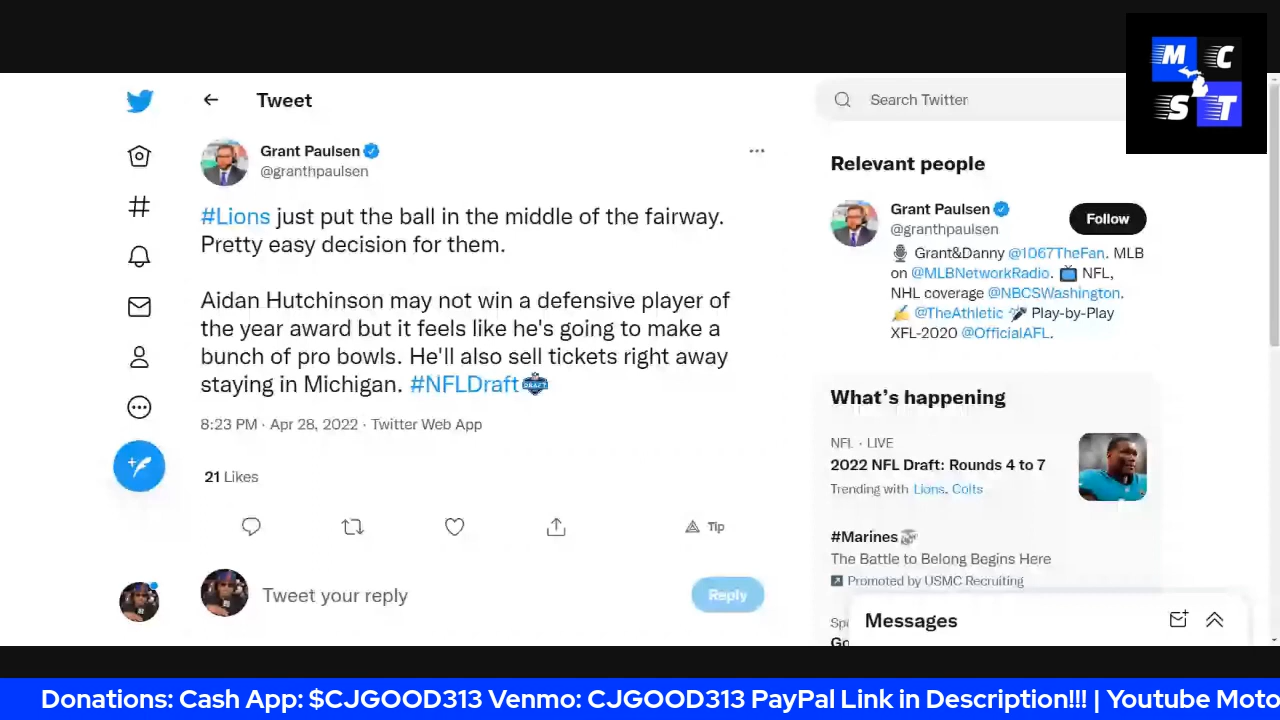 M C
S T
Tweet
Search Twitter
Grant Paulsen
@granthpaulsen
#Lions just put the ball in the middle of the fairway.
Pretty easy decision for them.
Aidan Hutchinson may not win a defensive player of
the year award but it feels like he's going to make a
bunch of pro bowls. He'll also sell tickets right away
staying in Michigan. #NFLDraft
8:23 PM · Apr 28, 2022 · Twitter Web App
21 Likes
Tip
Tweet your reply
Reply
Relevant people
Grant Paulsen
@granthpaulsen
Follow
Grant&Danny @1067TheFan. MLB
on @MLBNetworkRadio. NFL,
NHL coverage @NBCSWashington.
@TheAthletic Play-by-Play
XFL-2020 @OfficialAFL.
What's happening
NFL · LIVE
2022 NFL Draft: Rounds 4 to 7
Trending with Lions, Colts
#Marines
The Battle to Belong Begins Here
Promoted by USMC Recruiting
Messages
Donations: Cash App: $CJGOOD313 Venmo: CJGOOD313 PayPal Link in Description!!! | Youtube Moto